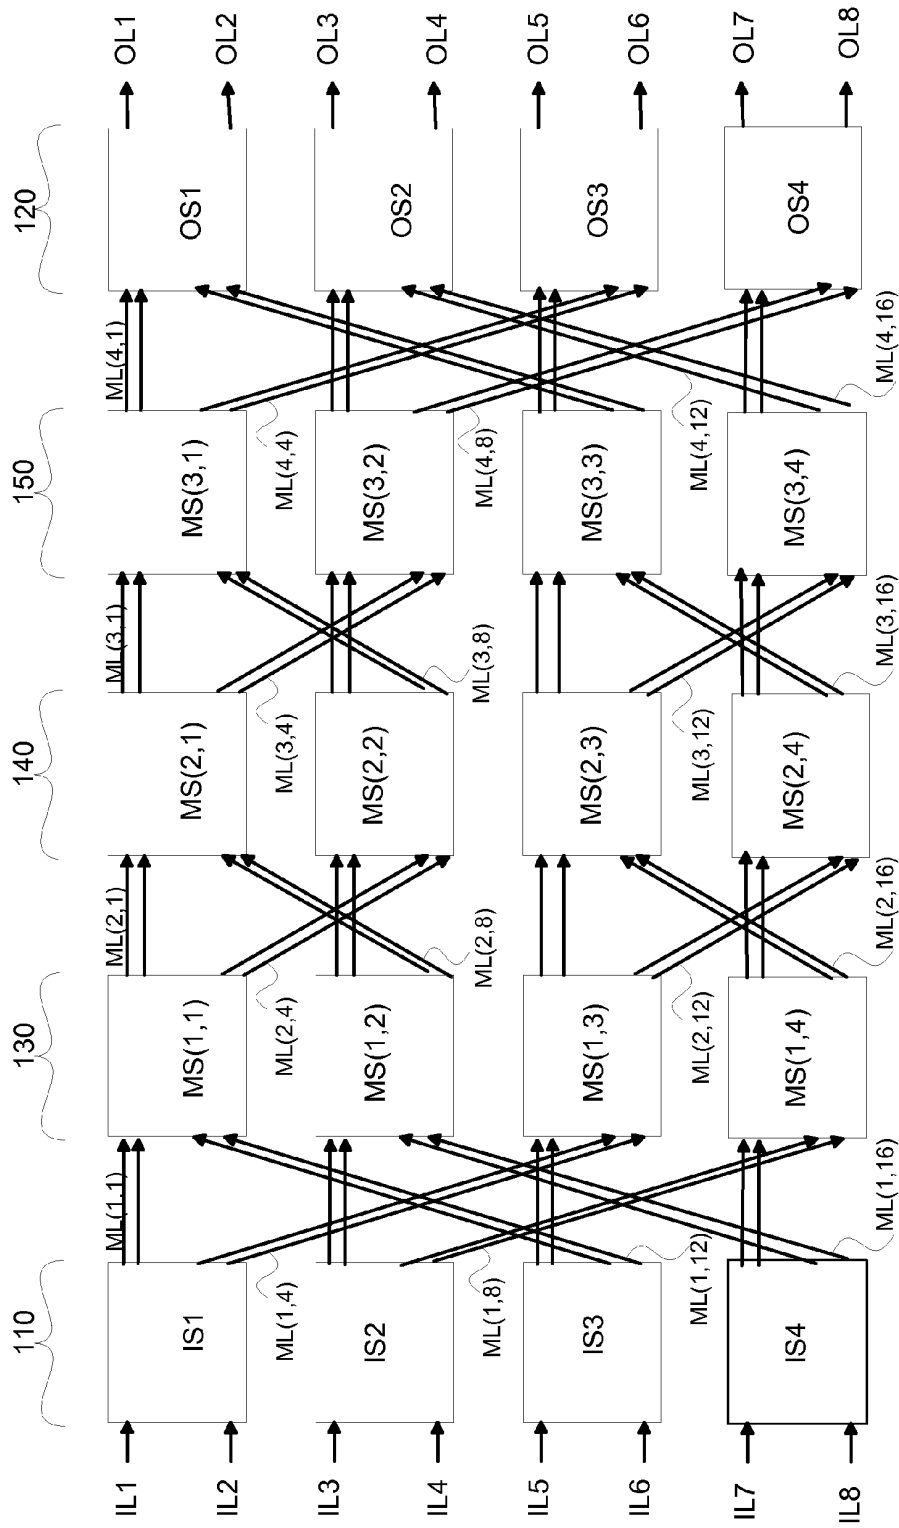 110
130
140
150
120
IL1
IL2
IS1
ML(1,1)
ML(1,4)
MS(1,1)
ML(2,1)
ML(2,4)
MS(2,1)
ML(3,1)
ML(3,4)
MS(3,1)
ML(4,1)
ML(4,4)
OS1
OL1
OL2
IL3
IL4
IS2
ML(1,8)
MS(1,2)
ML(2,8)
MS(2,2)
ML(3,8)
MS(3,2)
ML(4,8)
OS2
OL3
OL4
IL5
IL6
IS3
ML(1,12)
MS(1,3)
ML(2,12)
MS(2,3)
ML(3,12)
MS(3,3)
ML(4,12)
OS3
OL5
OL6
IL7
IL8
IS4
ML(1,16)
MS(1,4)
ML(2,16)
MS(2,4)
ML(3,16)
MS(3,4)
ML(4,16)
OS4
OL7
OL8